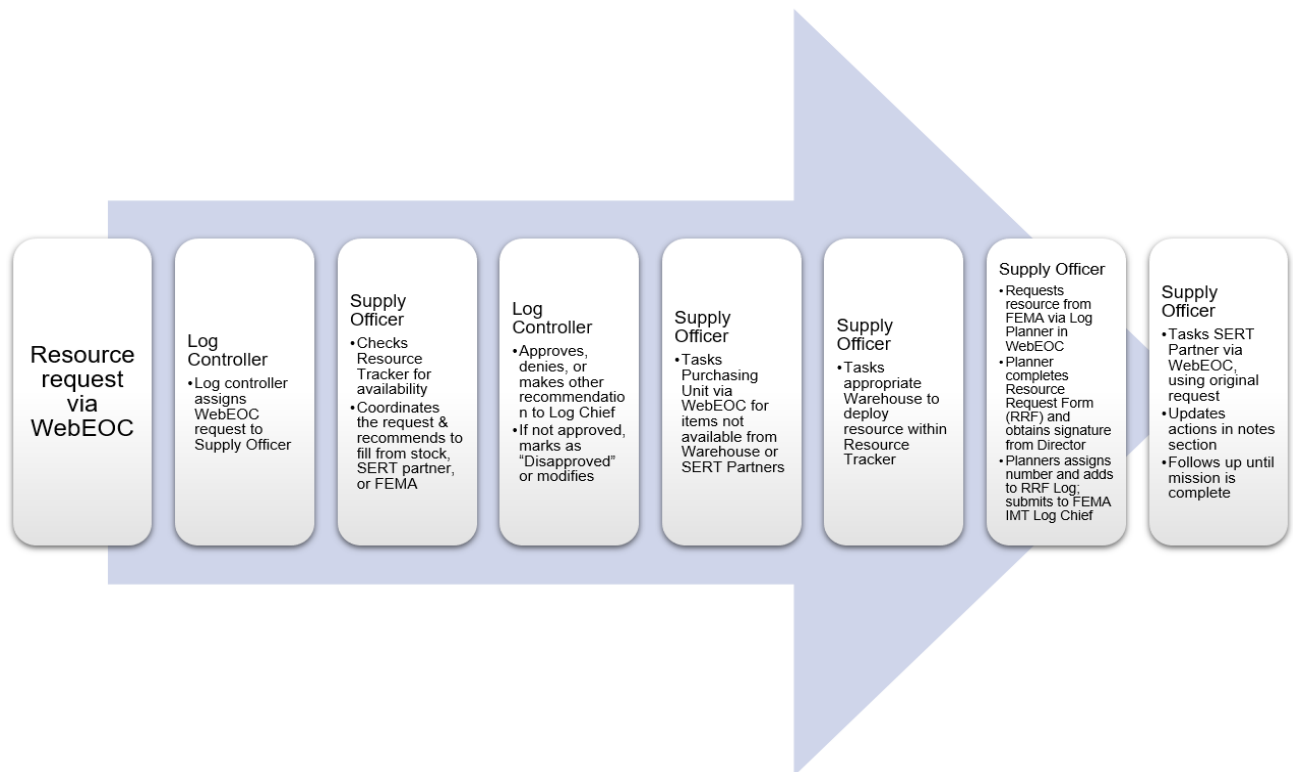 Resource
request
via
WebEOC
Log
Controller
•Log controller
assigns
WebEOC
request to
Supply Officer
Supply
Officer
•Checks
Resource
Tracker for
availability
•Coordinates
the request &
recommends to
fill from stock,
SERT partner,
or FEMA
Log
Controller
•Approves,
denies, or
makes other
recommendatio
n to Log Chief
•If not approved,
marks as
"Disapproved"
or modifies
Supply
Officer
•Tasks
Purchasing
Unit via
WebEOC for
items not
available from
Warehouse or
SERT Partners
Supply
Officer
•Tasks
appropriate
Warehouse to
deploy
resource within
Resource
Tracker
Supply Officer
•Requests
resource from
FEMA via Log
Planner in
WebEOC
•Planner
completes
Resource
Request Form
(RRF) and
obtains signature
from Director
•Planners assigns
number and adds
to RRF Log;
submits to FEMA
IMT Log Chief
Supply
Officer
•Tasks SERT
Partner via
WebEOC,
using original
request
•Updates
actions in notes
section
•Follows up until
mission is
complete